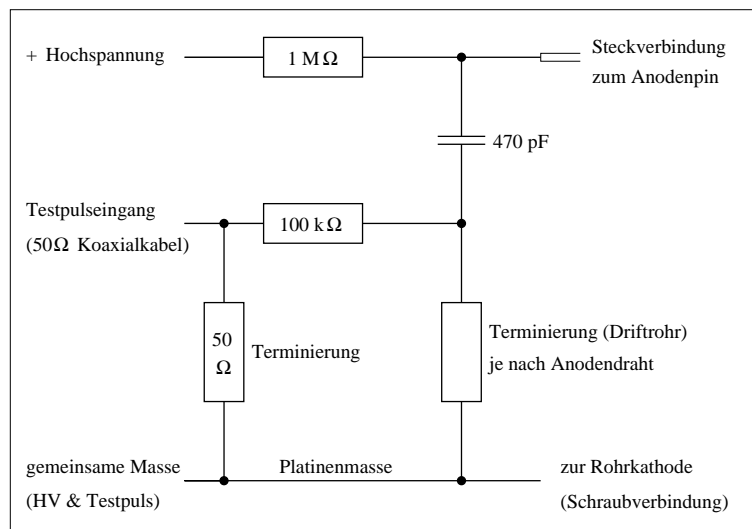 + Hochspannung
1 MΩ
Steckverbindung
zum Anodenpin
470 pF
Testpulseingang
(50Ω Koaxialkabel)
100 kΩ
50
Ω
Terminierung
Terminierung (Driftrohr)
je nach Anodendraht
gemeinsame Masse
(HV & Testpuls)
Platinenmasse
zur Rohrkathode
(Schraubverbindung)